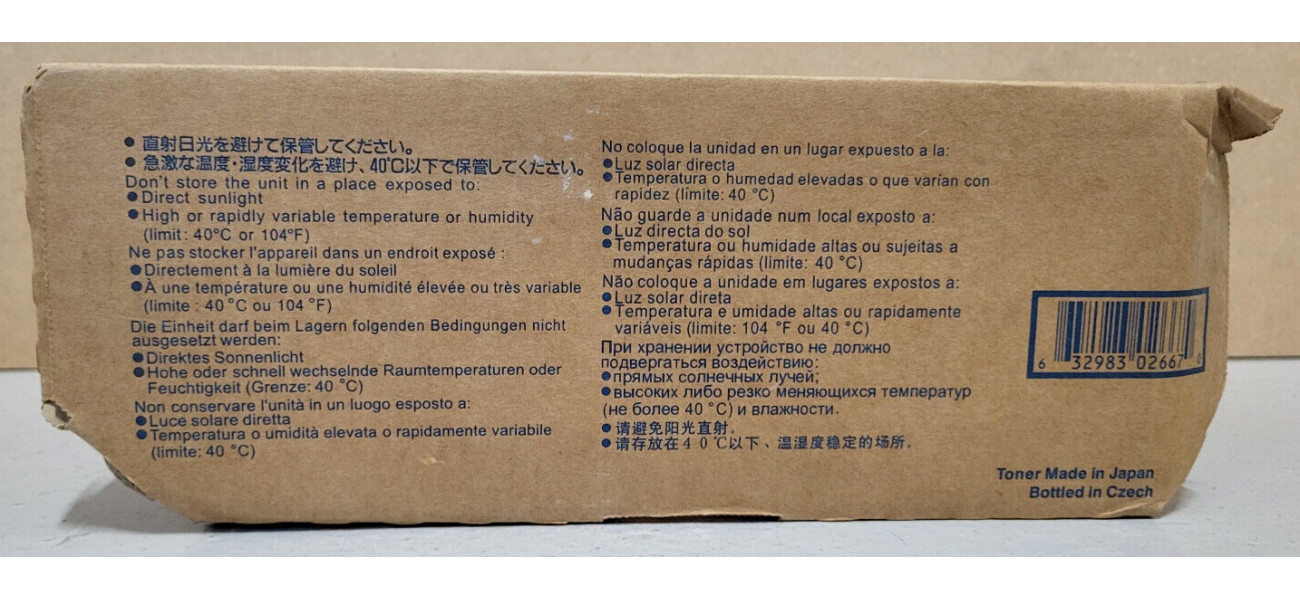 ● 直射日光を避けて保管してください。
● 急激な温度・湿度変化を避け、40℃以下で保管してください。
Don't store the unit in a place exposed to:
●Direct sunlight
●High or rapidly variable temperature or humidity
(limit: 40°C or 104°F)
Ne pas stocker l'appareil dans un endroit exposé :
●Directement à la lumière du soleil
●À une température ou une humidité élevée ou très variable
(limite : 40 °C ou 104 °F)
Die Einheit darf beim Lagern folgenden Bedingungen nicht
ausgesetzt werden:
●Direktes Sonnenlicht
●Hohe oder schnell wechselnde Raumtemperaturen oder
Feuchtigkeit (Grenze: 40 °C)
Non conservare l'unità in un luogo esposto a:
●Luce solare diretta
●Temperatura o umidità elevata o rapidamente variabile
(limite: 40 °C)
No coloque la unidad en un lugar expuesto a la:
●Luz solar directa
●Temperatura o humedad elevadas o que varían con
rapidez (límite: 40 °C)
Não guarde a unidade num local exposto a:
●Luz directa do sol
●Temperatura ou humidade altas ou sujeitas a
mudanças rápidas (limite: 40 °C)
Não coloque a unidade em lugares expostos a:
●Luz solar direta
●Temperatura e umidade altas ou rapidamente
variáveis (limite: 104 °F ou 40 °C)
При хранении устройство не должно
подвергаться воздействию:
●прямых солнечных лучей;
●высоких либо резко меняющихся температур
(не более 40 °C) и влажности.
●请避免阳光直射.
●请存放在４０℃以下、温湿度稳定的场所.
6 32983 02667 0
Toner Made in Japan
Bottled in Czech